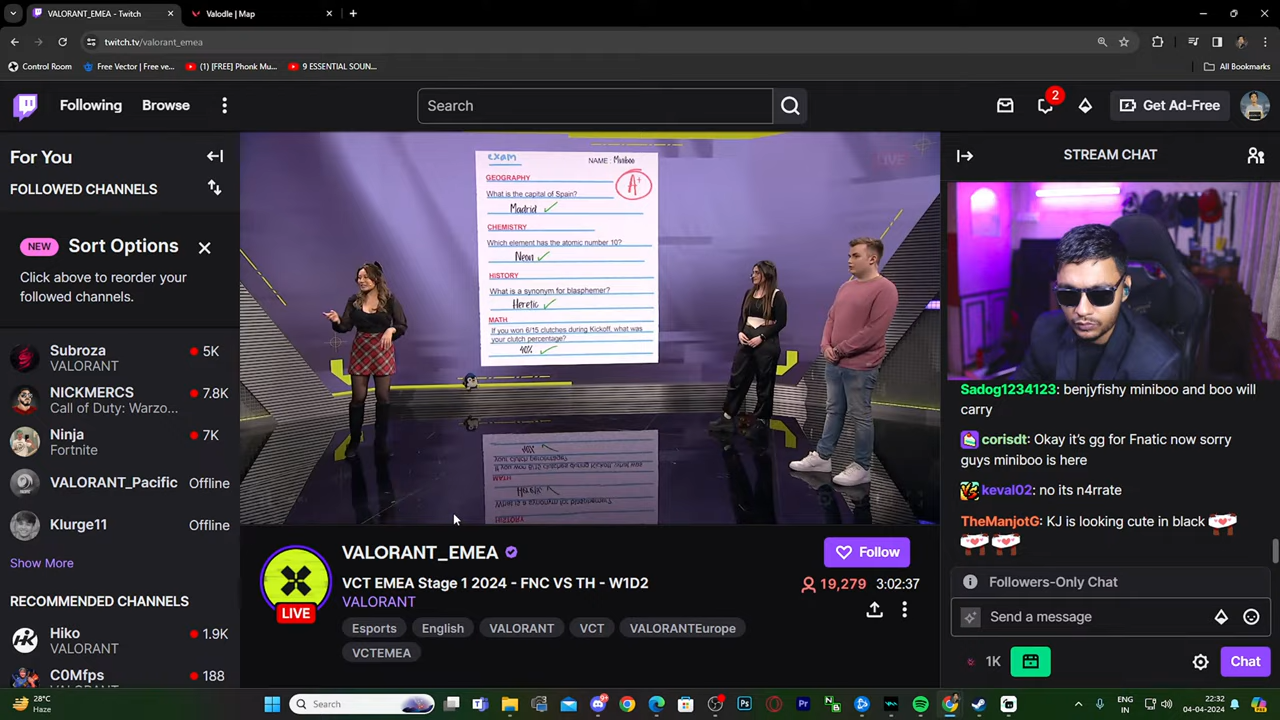 VALORANT_EMEA - Twitch
Valodle | Map
twitch.tv/valorant_emea
Control Room
Free Vector | Free ve...
(1) [FREE] Phonk Mu...
9 ESSENTIAL SOUN...
All Bookmarks
Following
Browse
Search
2
Get Ad-Free
For You
FOLLOWED CHANNELS
NEW
Sort Options
Click above to reorder your
followed channels.
Subroza
5K
VALORANT
NICKMERCS
7.8K
Call of Duty: Warzo...
Ninja
7K
Fortnite
VALORANT_Pacific
Offline
Klurge11
Offline
Show More
RECOMMENDED CHANNELS
Hiko
1.9K
VALORANT
C0Mfps
188
LIVE
exam
NAME : Miniboo
A+
GEOGRAPHY
What is the capital of Spain?
Madrid
CHEMISTRY
Which element has the atomic number 10?
Neon
HISTORY
What is a synonym for blasphemer?
Heretic
MATH
If you won 6/15 clutches during Kickoff, what was
your clutch percentage?
40%
VALORANT_EMEA
Follow
VCT EMEA Stage 1 2024 - FNC VS TH - W1D2
19,279
3:02:37
VALORANT
LIVE
Esports
English
VALORANT
VCT
VALORANTEurope
VCTEMEA
STREAM CHAT
Sadog1234123: benjyfishy miniboo and boo will
carry
corisdt: Okay it's gg for Fnatic now sorry
guys miniboo is here
keval02: no its n4rrate
TheManjotG: KJ is looking cute in black
Followers-Only Chat
Send a message
1K
Chat
28°C
Haze
Search
ENG
IN
22:32
04-04-2024